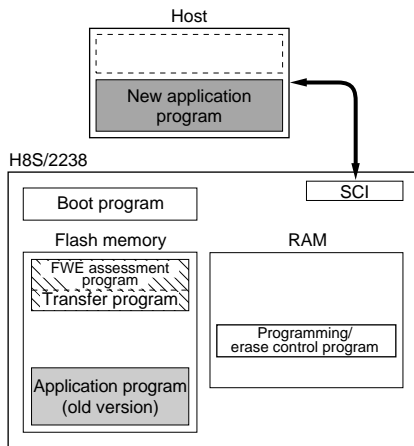 Host
New application
program
H8S/2238
SCI
Boot program
Flash memory
RAM
FWE assessment
program
Transfer program
Programming/
erase control program
Application program
(old version)